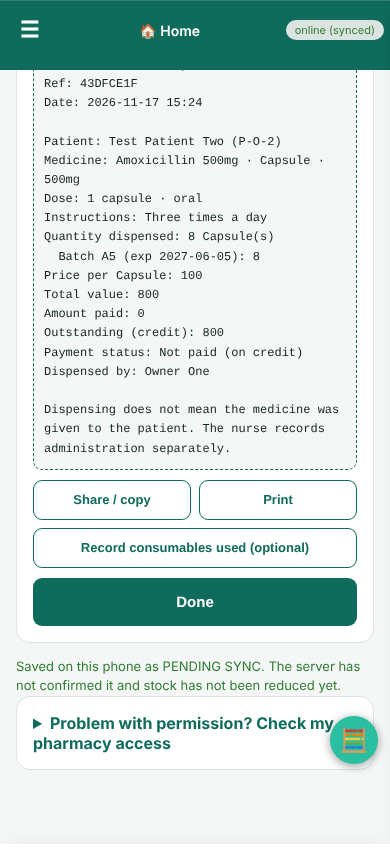 Home
online (synced)
Ref: 43DFCE1F
Date: 2026-11-17 15:24
Patient: Test Patient Two (P-O-2)
Medicine: Amoxicillin 500mg · Capsule ·
500mg
Dose: 1 capsule · oral
Instructions: Three times a day
Quantity dispensed: 8 Capsule(s)
Batch A5 (exp 2027-06-05): 8
Price per Capsule: 100
Total value: 800
Amount paid: 0
Outstanding (credit): 800
Payment status: Not paid (on credit)
Dispensed by: Owner One
Dispensing does not mean the medicine was
given to the patient. The nurse records
administration separately.
Share / copy
Print
Record consumables used (optional)
Done
Saved on this phone as PENDING SYNC. The server has
not confirmed it and stock has not been reduced yet.
Problem with permission? Check my
pharmacy access